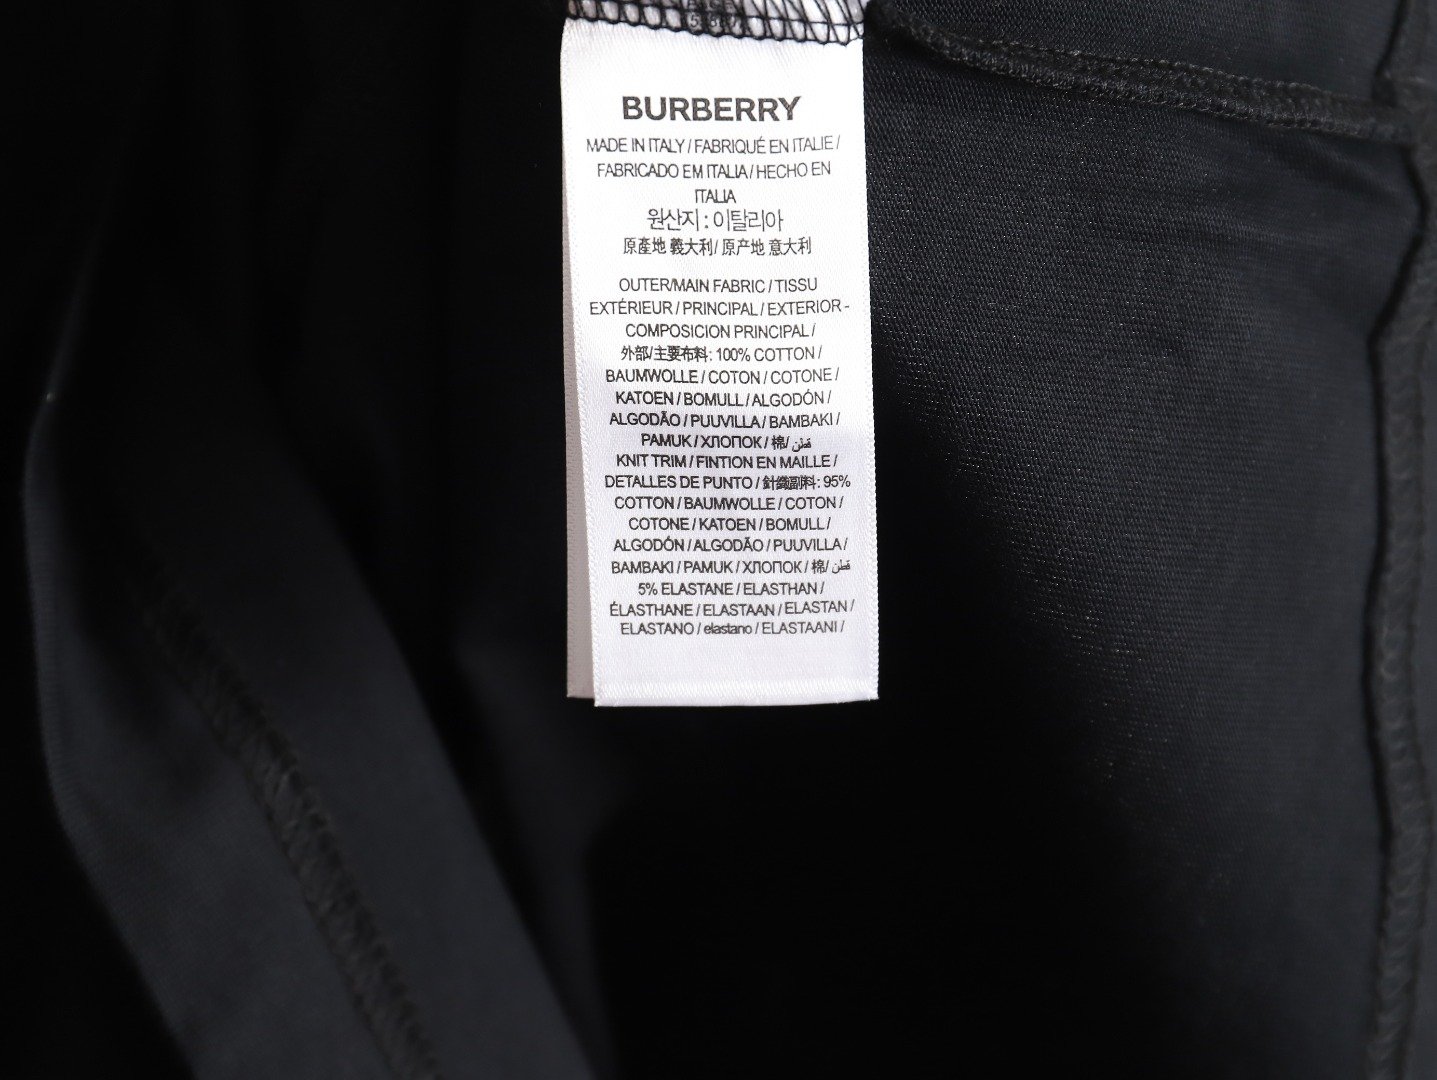 BURBERRY
MADE IN ITALY / FABRIQUÉ EN ITALIE /
FABRICADO EM ITALIA / HECHO EN
ITALIA
원산지 : 이탈리아
原產地 義大利/ 原产地 意大利
OUTER/MAIN FABRIC / TISSU
EXTÉRIEUR / PRINCIPAL / EXTERIOR -
COMPOSICION PRINCIPAL /
外部/主要布料: 100% COTTON /
BAUMWOLLE / COTON / COTONE /
KATOEN / BOMULL / ALGODÓN /
ALGODÃO / PUUVILLA / BAMBAKI /
PAMUK / ХЛОПОК / 棉/ قطن
KNIT TRIM / FINTION EN MAILLE /
DETALLES DE PUNTO / 針織副料: 95%
COTTON / BAUMWOLLE / COTON /
COTONE / KATOEN / BOMULL /
ALGODÓN / ALGODÃO / PUUVILLA /
BAMBAKI / PAMUK / ХЛОПОК / 棉/ قطن
5% ELASTANE / ELASTHAN /
ÉLASTHANE / ELASTAAN / ELASTAN /
ELASTANO / elastano / ELASTAANI /